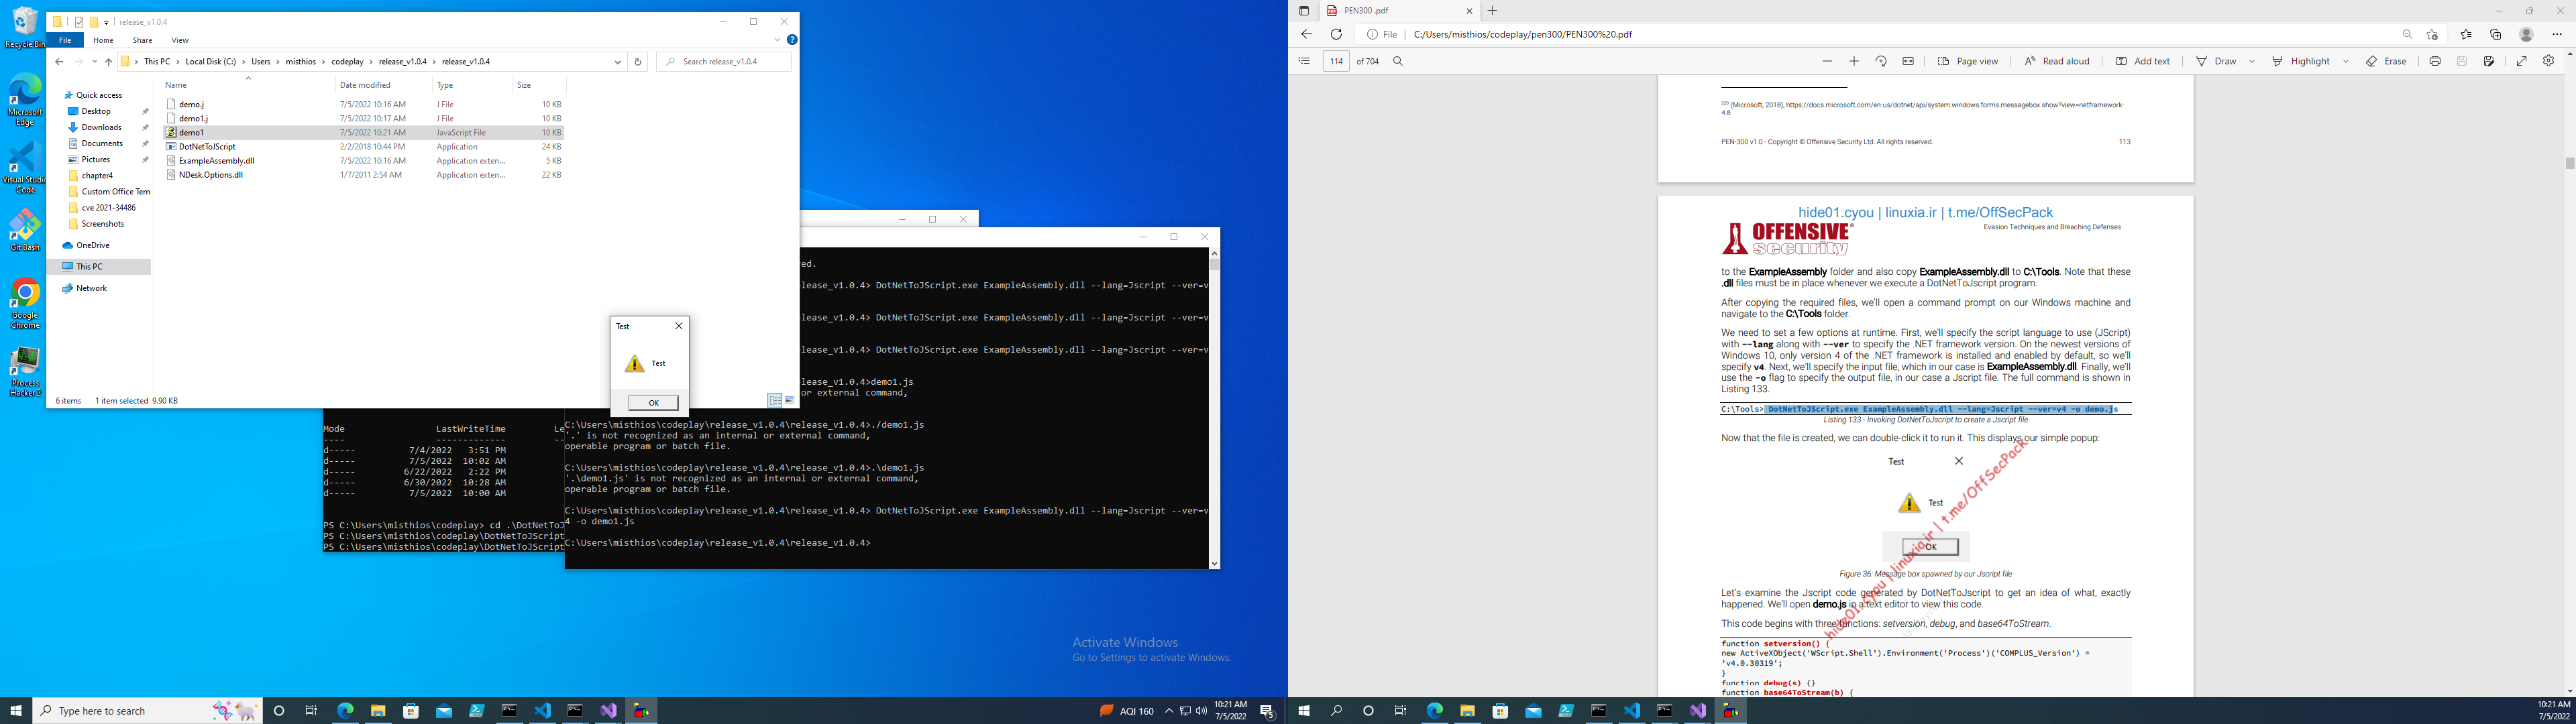 Recycle Bin
Microsoft
Edge
Visual Studio
Code
Git Bash
Google
Chrome
Process
Hacker 2
release_v1.0.4
File
Home
Share
View
This PC
Local Disk (C:)
Users
misthios
codeplay
release_v1.0.4
release_v1.0.4
Search release_v1.0.4
Name
Date modified
Type
Size
Quick access
Desktop
Downloads
Documents
Pictures
chapter4
Custom Office Tem
cve 2021-34486
Screenshots
OneDrive
This PC
Network
demo.j 7/5/2022 10:16 AM J File 10 KB
demo1.j 7/5/2022 10:17 AM J File 10 KB
demo1 7/5/2022 10:21 AM JavaScript File 10 KB
DotNetToJScript 2/2/2018 10:44 PM Application 24 KB
ExampleAssembly.dll 7/5/2022 10:16 AM Application exten... 5 KB
NDesk.Options.dll 1/7/2011 2:54 AM Application exten... 22 KB
6 items 1 item selected 9.90 KB
Test
Test
OK
ed.
elease_v1.0.4> DotNetToJScript.exe ExampleAssembly.dll --lang=Jscript --ver=v
elease_v1.0.4> DotNetToJScript.exe ExampleAssembly.dll --lang=Jscript --ver=v
elease_v1.0.4> DotNetToJScript.exe ExampleAssembly.dll --lang=Jscript --ver=v
elease_v1.0.4>demo1.js
or external command,
C:\Users\misthios\codeplay\release_v1.0.4\release_v1.0.4>./demo1.js
'.' is not recognized as an internal or external command,
operable program or batch file.
C:\Users\misthios\codeplay\release_v1.0.4\release_v1.0.4>.\demo1.js
'.\demo1.js' is not recognized as an internal or external command,
operable program or batch file.
C:\Users\misthios\codeplay\release_v1.0.4\release_v1.0.4> DotNetToJScript.exe ExampleAssembly.dll --lang=Jscript --ver=v
4 -o demo1.js
C:\Users\misthios\codeplay\release_v1.0.4\release_v1.0.4>
Mode LastWriteTime Le
---- ------------- --
d----- 7/4/2022 3:51 PM
d----- 7/5/2022 10:02 AM
d----- 6/22/2022 2:22 PM
d----- 6/30/2022 10:28 AM
d----- 7/5/2022 10:00 AM
PS C:\Users\misthios\codeplay> cd .\DotNetToJ
PS C:\Users\misthios\codeplay\DotNetToJScript
PS C:\Users\misthios\codeplay\DotNetToJScript
Activate Windows
Go to Settings to activate Windows.
Type here to search
AQI 160
10:21 AM
7/5/2022
5
PEN300 .pdf
File
C:/Users/misthios/codeplay/pen300/PEN300%20.pdf
114
of 704
Page view
Read aloud
Add text
Draw
Highlight
Erase
220 (Microsoft, 2018), https://docs.microsoft.com/en-us/dotnet/api/system.windows.forms.messagebox.show?view=netframework-
4.8
PEN-300 v1.0 - Copyright © Offensive Security Ltd. All rights reserved.
113
hide01.cyou | linuxia.ir | t.me/OffSecPack
OFFENSIVE
security
Evasion Techniques and Breaching Defenses
to the ExampleAssembly folder and also copy ExampleAssembly.dll to C:\Tools. Note that these
.dll files must be in place whenever we execute a DotNetToJscript program.
After copying the required files, we'll open a command prompt on our Windows machine and
navigate to the C:\Tools folder.
We need to set a few options at runtime. First, we'll specify the script language to use (JScript)
with --lang along with --ver to specify the .NET framework version. On the newest versions of
Windows 10, only version 4 of the .NET framework is installed and enabled by default, so we'll
specify v4. Next, we'll specify the input file, which in our case is ExampleAssembly.dll. Finally, we'll
use the -o flag to specify the output file, in our case a Jscript file. The full command is shown in
Listing 133.
C:\Tools> DotNetToJScript.exe ExampleAssembly.dll --lang=Jscript --ver=v4 -o demo.js
Listing 133 - Invoking DotNetToJscript to create a Jscript file
Now that the file is created, we can double-click it to run it. This displays our simple popup:
Test
Test
OK
hide01.cyou | linuxia.ir | t.me/OffSecPack
Figure 36: Message box spawned by our Jscript file
Let's examine the Jscript code generated by DotNetToJscript to get an idea of what, exactly
happened. We'll open demo.js in a text editor to view this code.
This code begins with three functions: setversion, debug, and base64ToStream.
function setversion() {
new ActiveXObject('WScript.Shell').Environment('Process')('COMPLUS_Version') =
'v4.0.30319';
}
function debug(s) {}
function base64ToStream(b) {
10:21 AM
7/5/2022